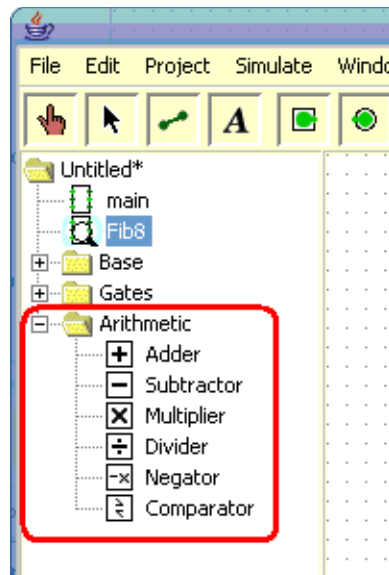 File Edit Project Simulate
A
Untitled*
main
Fib8
Base
Gates
Arithmetic
Adder
Subtractor
Multiplier
Divider
-x Negator
Comparator